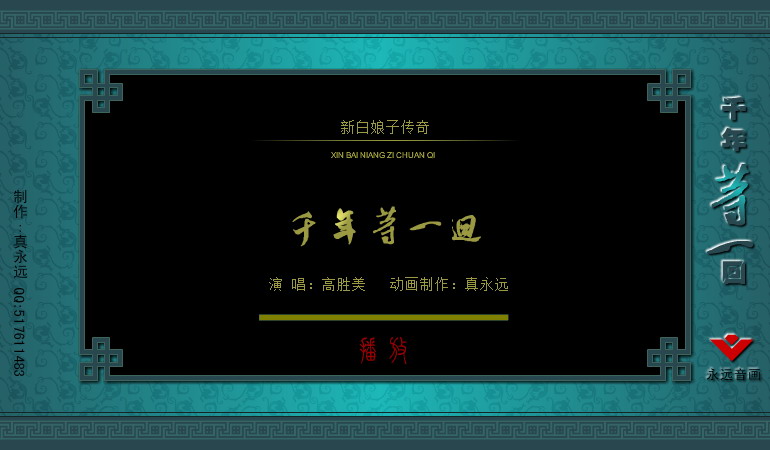 新白娘子传奇
XIN BAI NIANG ZI CHUAN QI
千年等一迴
演 唱：高胜美 动画制作：真永远
播放
制作：真永远 QQ:517611483
千年等一回
永远音画